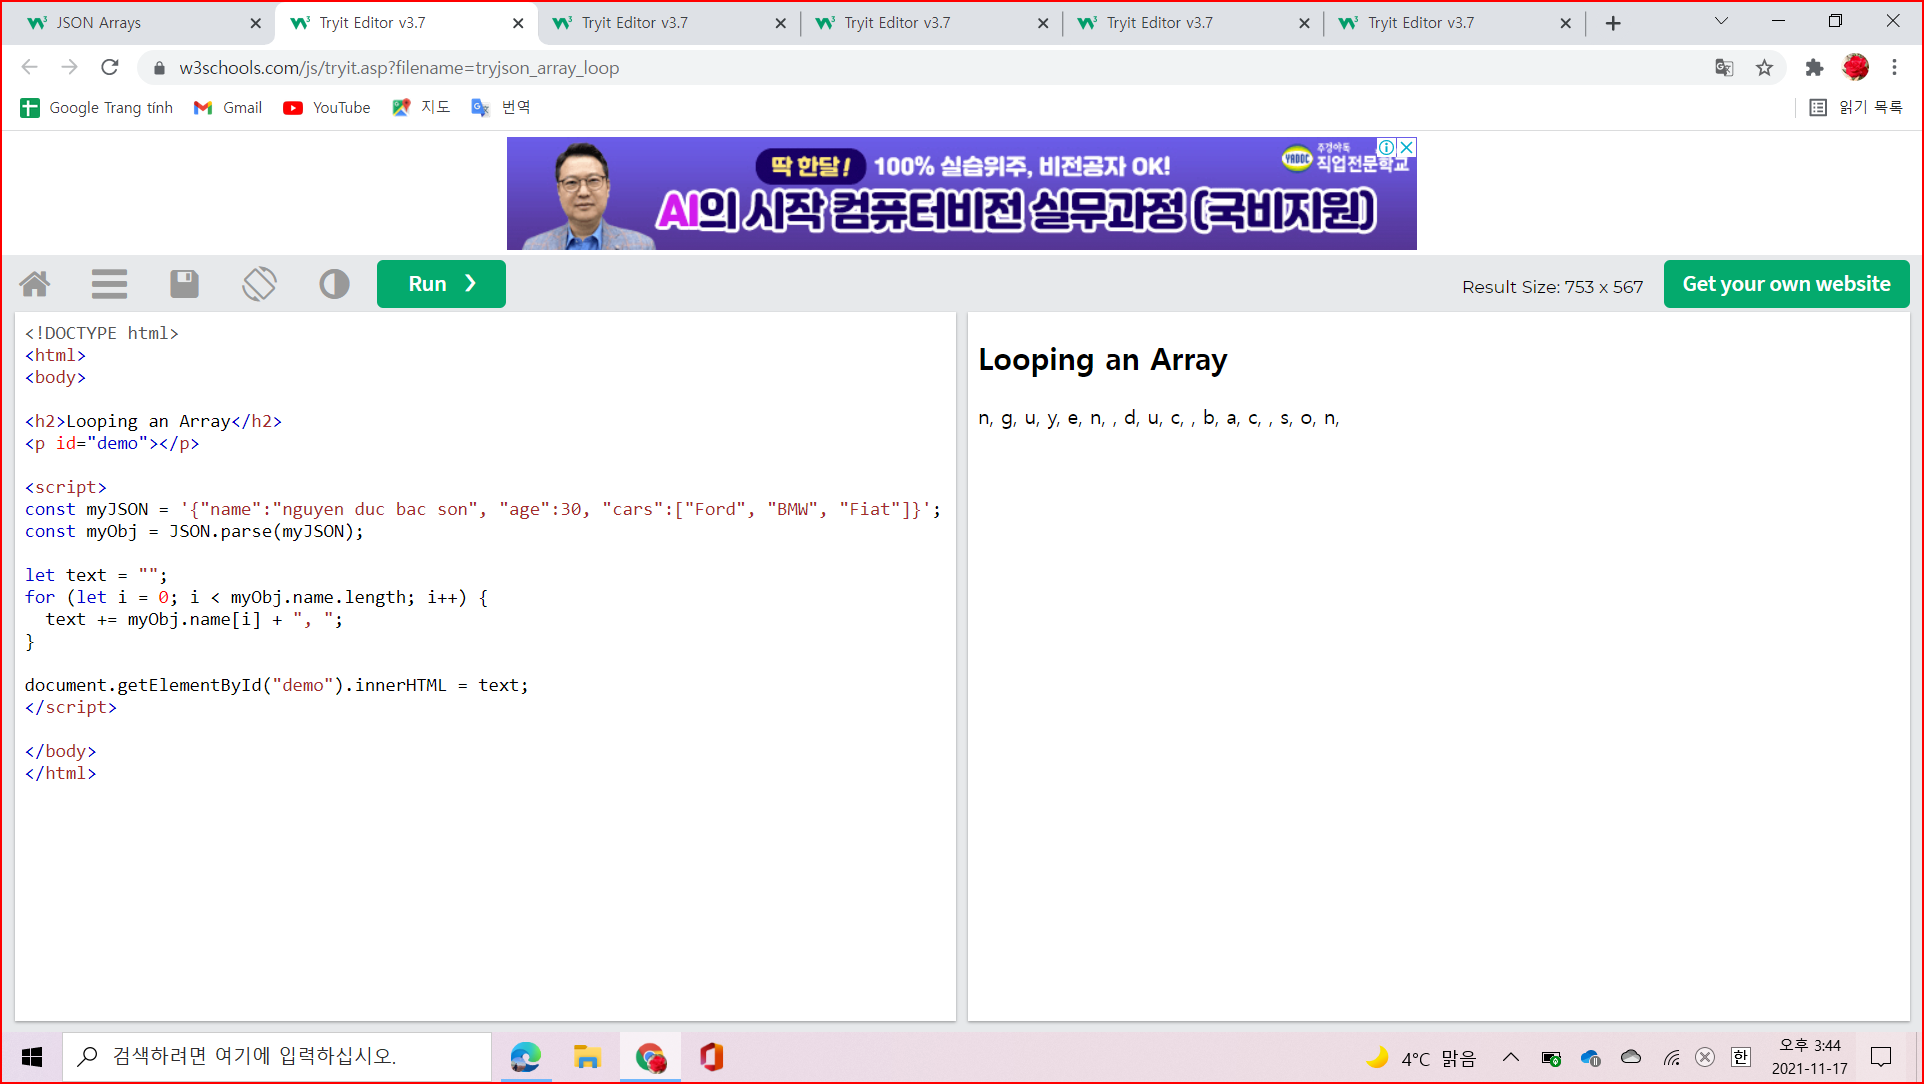 JSON Arrays
Tryit Editor v3.7
Tryit Editor v3.7
Tryit Editor v3.7
Tryit Editor v3.7
Tryit Editor v3.7
w3schools.com/js/tryit.asp?filename=tryjson_array_loop
Google Trang tính
Gmail
YouTube
지도
번역
읽기 목록
딱 한달! 100% 실습위주, 비전공자 OK!
AI의 시작 컴퓨터비전 실무과정 (국비지원)
YADOC 주경야독
직업전문학교
Run ❯
Result Size: 753 x 567
Get your own website
<!DOCTYPE html>
<html>
<body>
<h2>Looping an Array</h2>
<p id="demo"></p>
<script>
const myJSON = '{"name":"nguyen duc bac son", "age":30, "cars":["Ford", "BMW", "Fiat"]}';
const myObj = JSON.parse(myJSON);
let text = "";
for (let i = 0; i < myObj.name.length; i++) {
  text += myObj.name[i] + ", ";
}
document.getElementById("demo").innerHTML = text;
</script>
</body>
</html>
Looping an Array
n, g, u, y, e, n, , d, u, c, , b, a, c, , s, o, n,
검색하려면 여기에 입력하십시오.
4°C 맑음
한
오후 3:44
2021-11-17